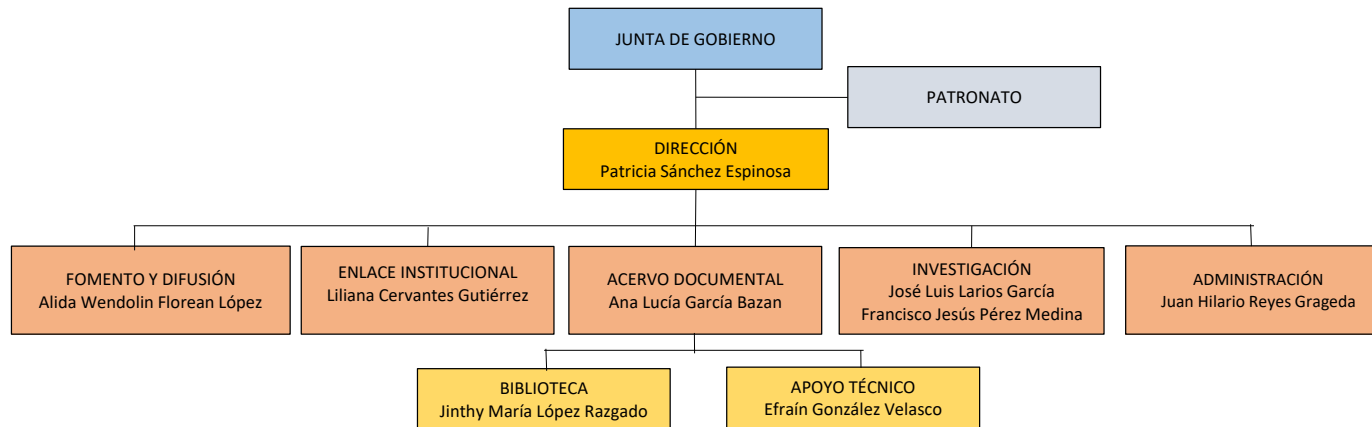 JUNTA DE GOBIERNO
PATRONATO
DIRECCIÓN
Patricia Sánchez Espinosa
FOMENTO Y DIFUSIÓN
Alida Wendolin Florean López
ENLACE INSTITUCIONAL
Liliana Cervantes Gutiérrez
ACERVO DOCUMENTAL
Ana Lucía García Bazan
INVESTIGACIÓN
José Luis Larios García
Francisco Jesús Pérez Medina
ADMINISTRACIÓN
Juan Hilario Reyes Grageda
BIBLIOTECA
Jinthy María López Razgado
APOYO TÉCNICO
Efraín González Velasco